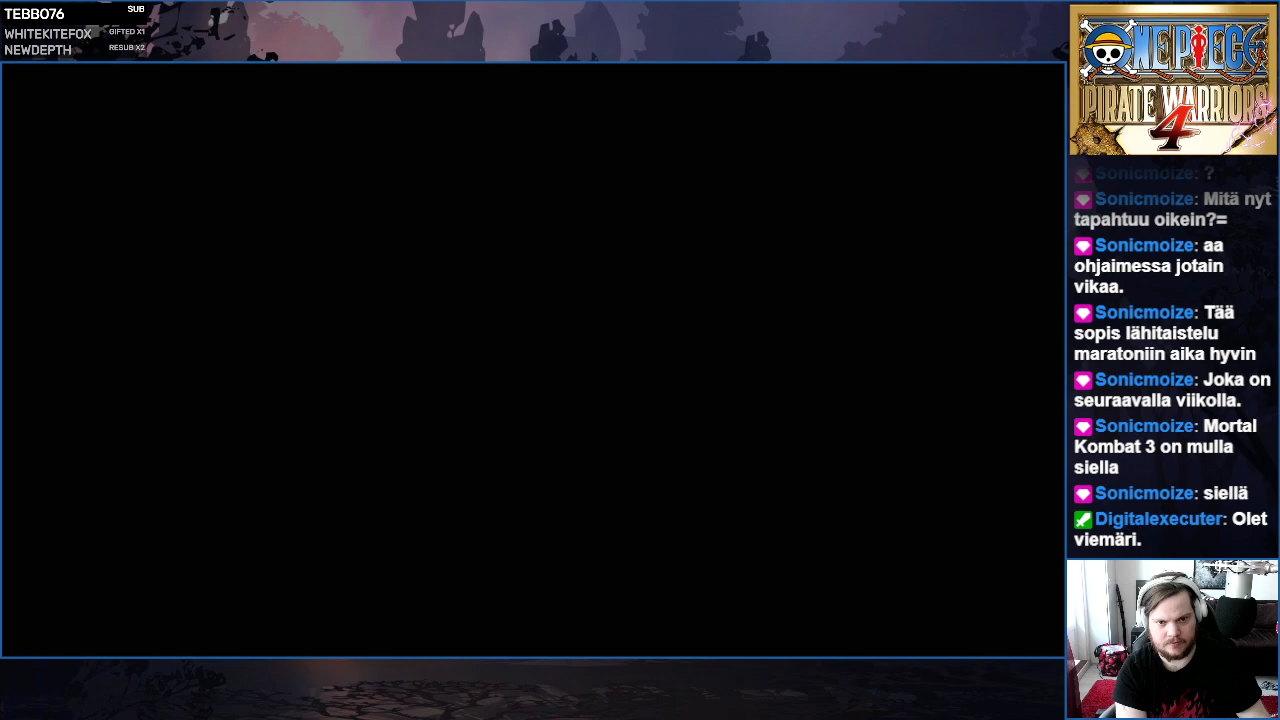 TEBBO76 SUB
WHITEKITEFOX GIFTED X1
NEWDEPTH RESUB X2
ONE PIECE
PIRATE WARRIORS
4
Sonicmoize: ?
Sonicmoize: Mitä nyt
tapahtuu oikein?=
Sonicmoize: aa
ohjaimessa jotain
vikaa.
Sonicmoize: Tää
sopis lähitaistelu
maratoniin aika hyvin
Sonicmoize: Joka on
seuraavalla viikolla.
Sonicmoize: Mortal
Kombat 3 on mulla
siella
Sonicmoize: siellä
Digitalexecuter: Olet
viemäri.